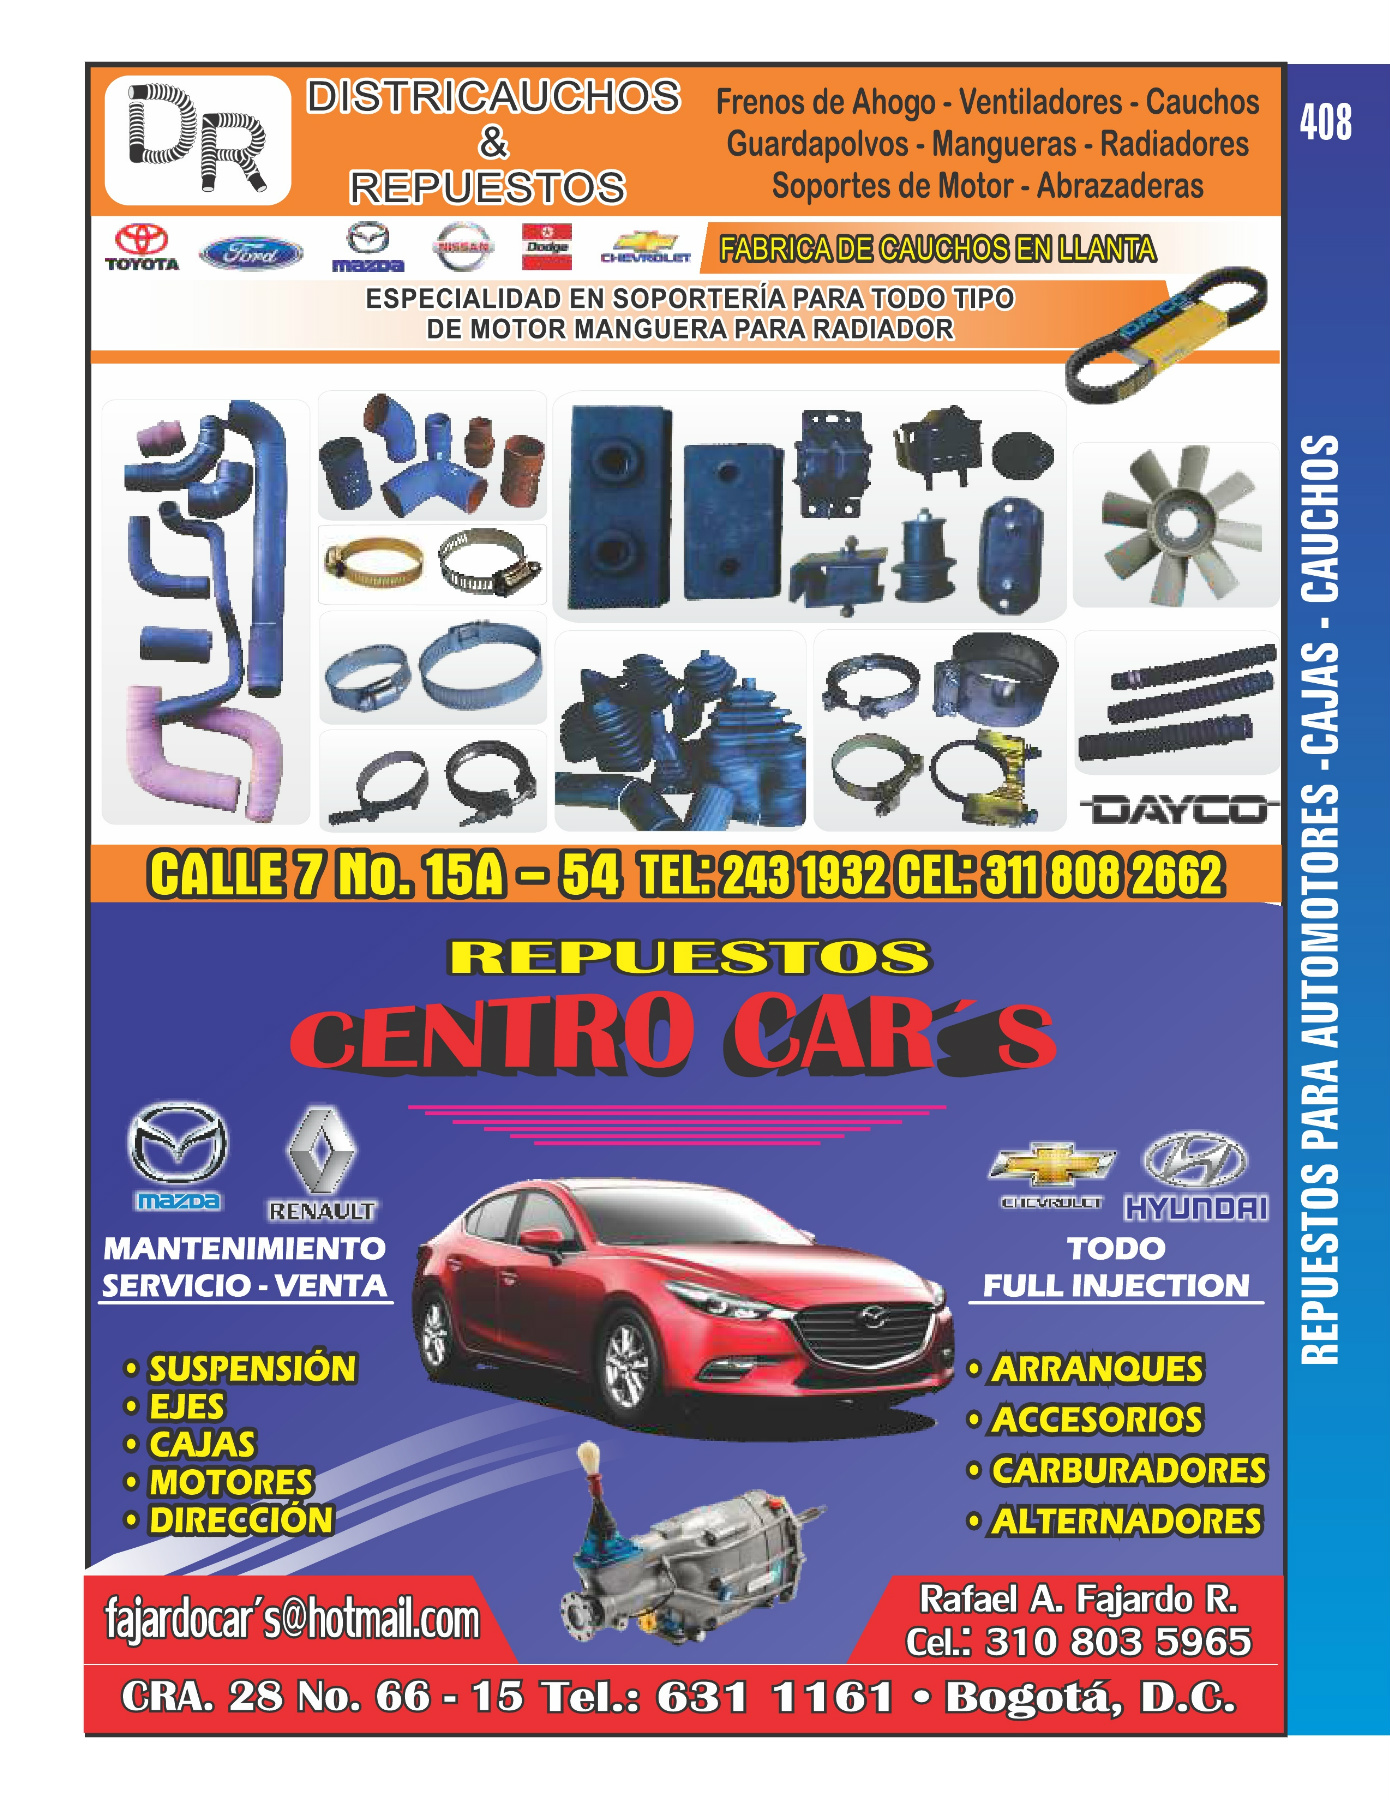 DR
DISTRICAUCHOS
&
REPUESTOS
Frenos de Ahogo - Ventiladores - Cauchos
Guardapolvos - Mangueras - Radiadores
Soportes de Motor - Abrazaderas
408
TOYOTA
Ford
mazda
NISSAN
Dodge
CHEVROLET
FABRICA DE CAUCHOS EN LLANTA
ESPECIALIDAD EN SOPORTERÍA PARA TODO TIPO
DE MOTOR MANGUERA PARA RADIADOR
DAYCO
DAYCO
CALLE 7 No. 15A – 54 TEL: 243 1932 CEL: 311 808 2662
REPUESTOS PARA AUTOMOTORES -CAJAS - CAUCHOS
REPUESTOS
CENTRO CAR´S
mazda
RENAULT
CHEVROLET
HYUNDAI
MANTENIMIENTO
SERVICIO - VENTA
TODO
FULL INJECTION
• SUSPENSIÓN
• EJES
• CAJAS
• MOTORES
• DIRECCIÓN
• ARRANQUES
• ACCESORIOS
• CARBURADORES
• ALTERNADORES
fajardocar´s@hotmail.com
Rafael A. Fajardo R.
Cel.: 310 803 5965
CRA. 28 No. 66 - 15 Tel.: 631 1161 • Bogotá, D.C.